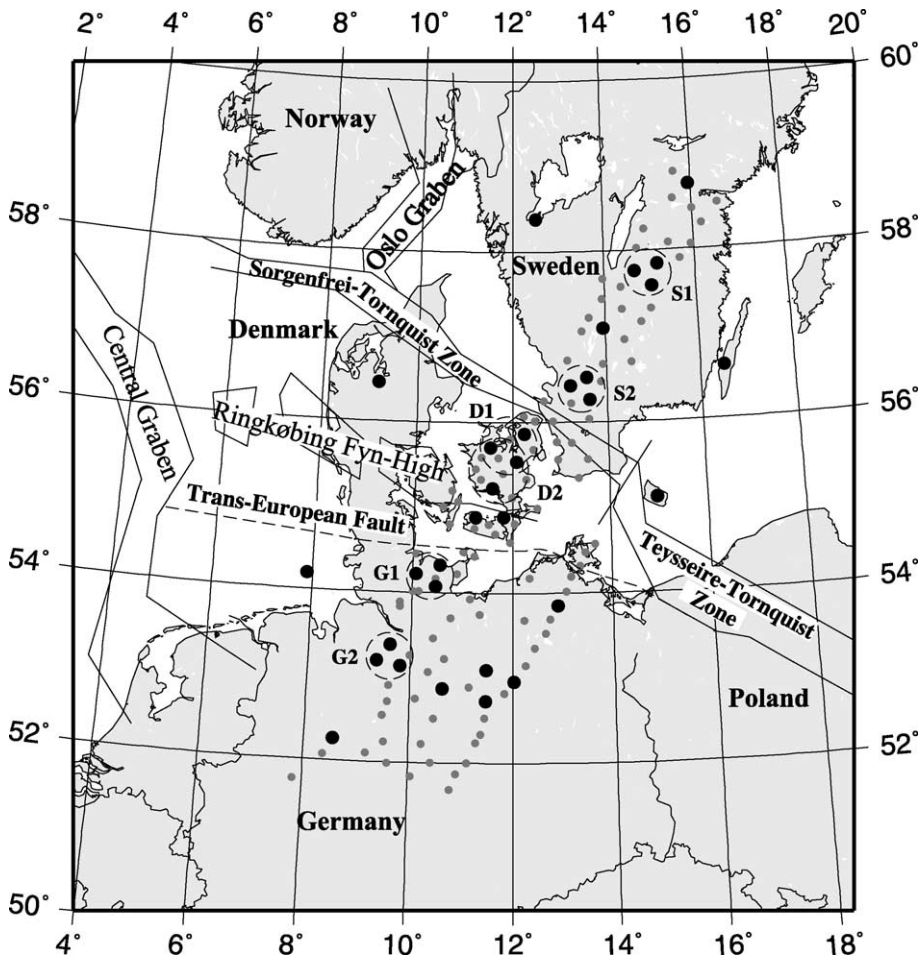 2° 4° 6° 8° 10° 12° 14° 16° 18° 20°
60°
Norway
Oslo Graben
58°
58°
Sweden
S1
Sorgenfrei-Tornquist Zone
Denmark
Central Graben
56°
56°
S2
D1
Ringkøbing Fyn-High
D2
Trans-European Fault
54°
54°
G1
Teysseire-Tornquist
Zone
G2
Poland
52°
52°
Germany
50°
4° 6° 8° 10° 12° 14° 16° 18°